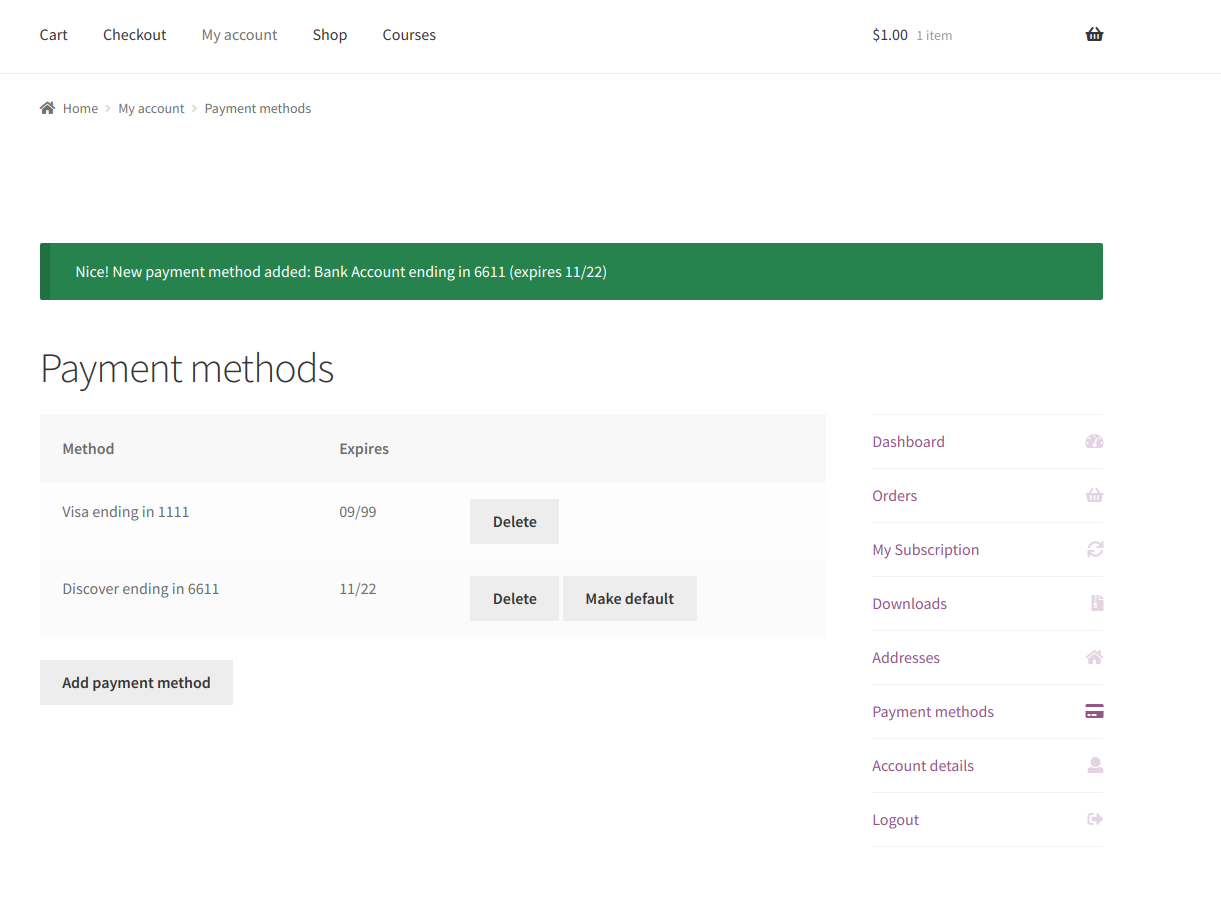 Cart Checkout My account Shop Courses $1.00 1 item
Home My account Payment methods
Nice! New payment method added: Bank Account ending in 6611 (expires 11/22)
Payment methods
Method Expires
Visa ending in 1111 09/99 Delete
Discover ending in 6611 11/22 Delete Make default
Add payment method
Dashboard
Orders
My Subscription
Downloads
Addresses
Payment methods
Account details
Logout